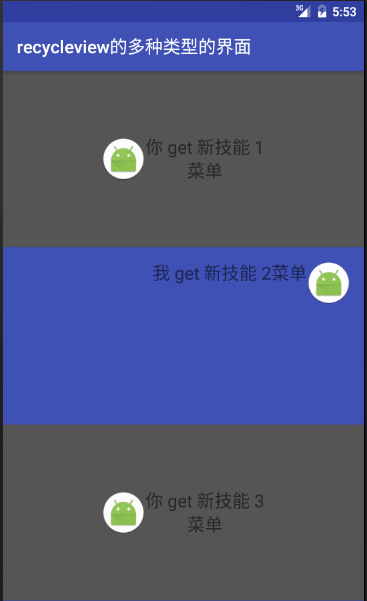 3G 5:53
recycleview的多种类型的界面
你 get 新技能 1
菜单
我 get 新技能 2菜单
你 get 新技能 3
菜单